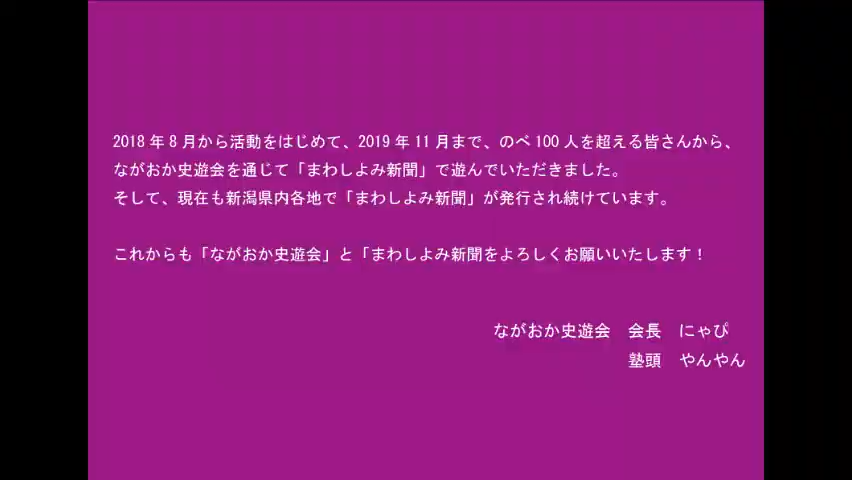 2018年8月から活動をはじめて、2019年11月まで、のべ100人を超える皆さんから、
ながおか史遊会を通じて「まわしよみ新聞」で遊んでいただきました。
そして、現在も新潟県内各地で「まわしよみ新聞」が発行され続けています。
これからも「ながおか史遊会」と「まわしよみ新聞をよろしくお願いいたします!
ながおか史遊会　会長　にゃぴ
塾頭　やんやん